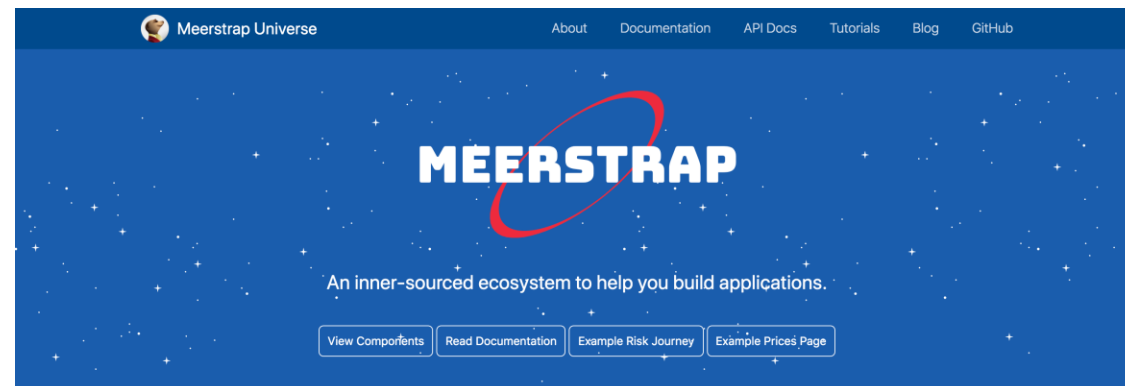 Meerstrap Universe About Documentation API Docs Tutorials Blog GitHub
MEERSTRAP
An inner-sourced ecosystem to help you build applications.
View Components Read Documentation Example Risk Journey Example Prices Page